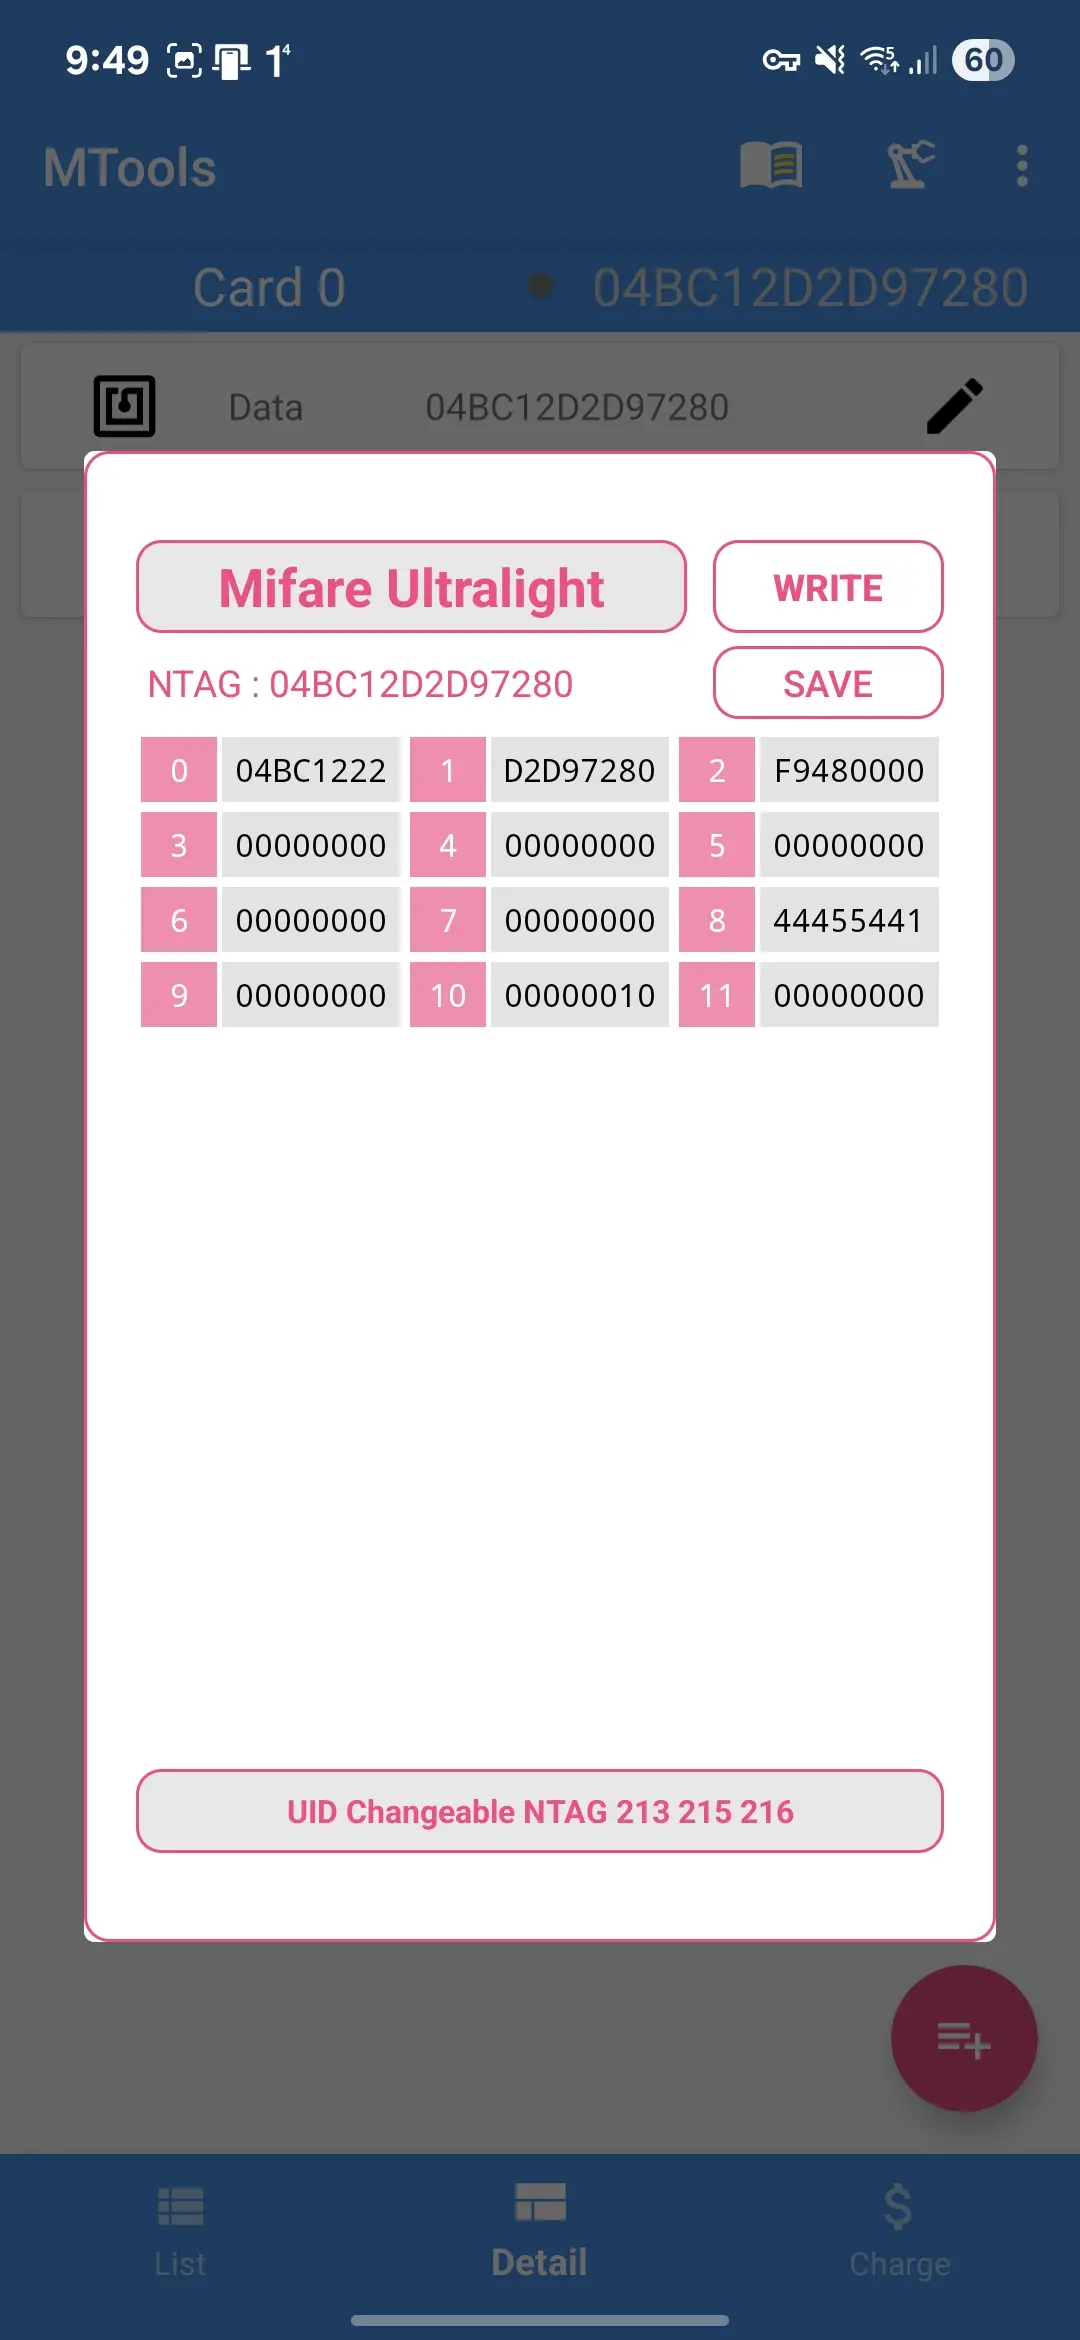 9:49 1⁴ 5 60
MTools
Card 0 04BC12D2D97280
Data 04BC12D2D97280
Mifare Ultralight WRITE
NTAG : 04BC12D2D97280 SAVE
0 04BC1222 1 D2D97280 2 F9480000
3 00000000 4 00000000 5 00000000
6 00000000 7 00000000 8 44455441
9 00000000 10 00000010 11 00000000
UID Changeable NTAG 213 215 216
List Detail Charge